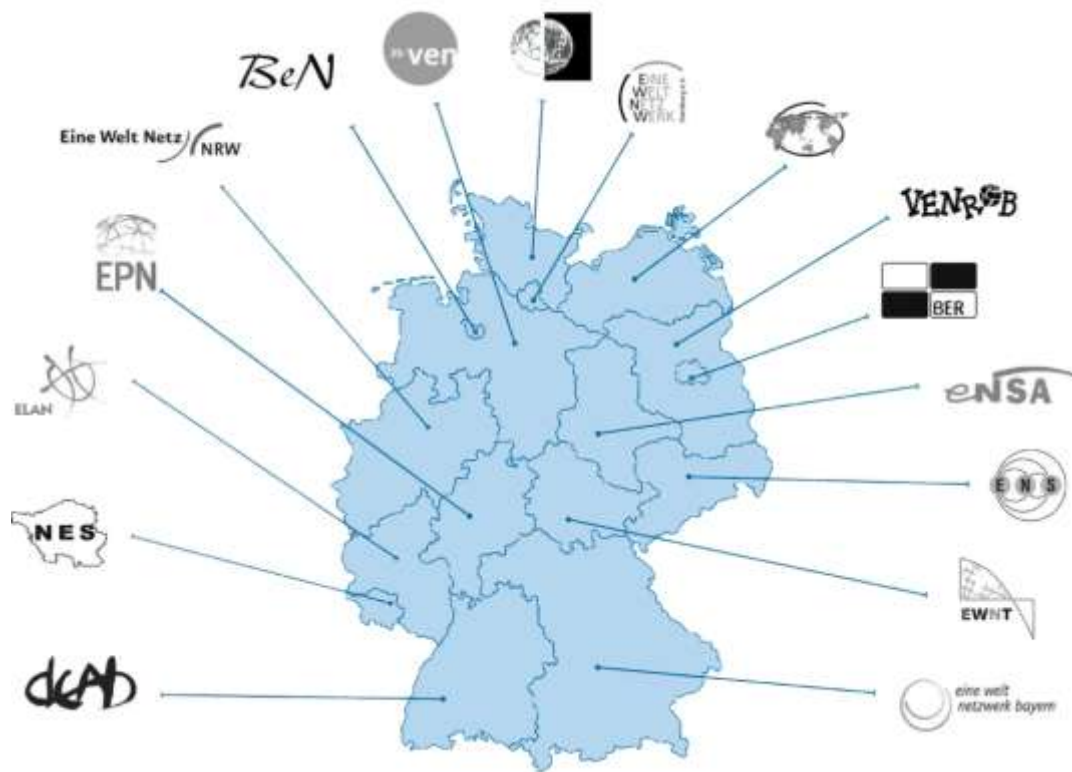 BeN
ven
EINE
WELT
NETZ
WERK
Eine Welt Netz
NRW
VENROB
EPN
BER
ELAN
eNSA
E N S
NES
EWNT
dEAB
eine welt
netzwerk bayern